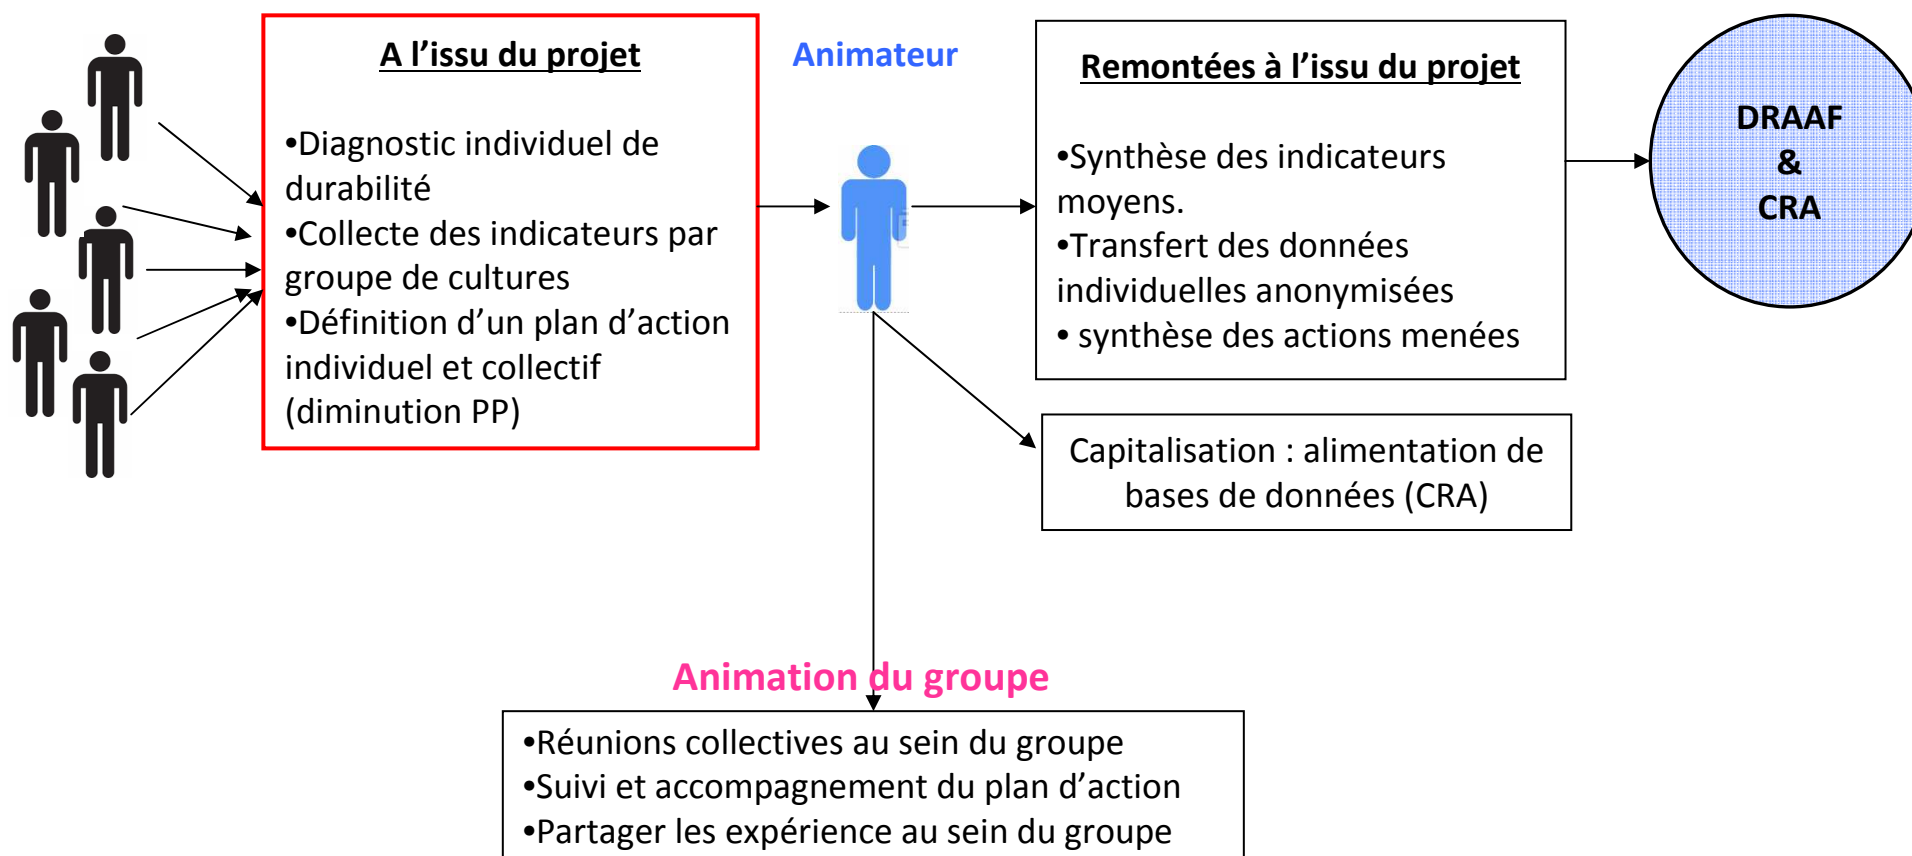 A l’issu du projet
•Diagnostic individuel de
durabilité
•Collecte des indicateurs par
groupe de cultures
•Définition d’un plan d’action
individuel et collectif
(diminution PP)
Animateur
Remontées à l’issu du projet
•Synthèse des indicateurs
moyens.
•Transfert des données
individuelles anonymisées
• synthèse des actions menées
DRAAF
&
CRA
Capitalisation : alimentation de
bases de données (CRA)
Animation du groupe
•Réunions collectives au sein du groupe
•Suivi et accompagnement du plan d’action
•Partager les expérience au sein du groupe